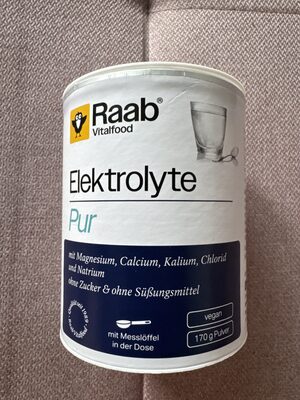 Raab®
Vitalfood
Elektrolyte
Pur
mit Magnesium, Calcium, Kalium, Chlorid
und Natrium
ohne Zucker & ohne Süßungsmittel
mit Messlöffel
in der Dose
vegan
170 g Pulver